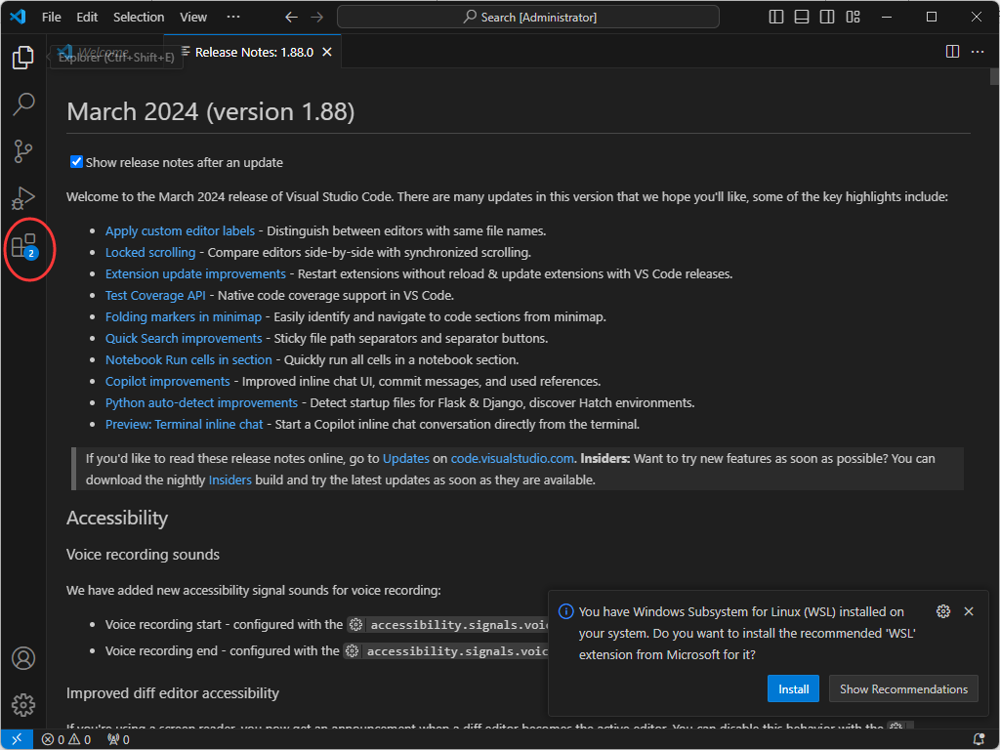 File Edit Selection View ··· Search [Administrator]
Welcome Release Notes: 1.88.0
Explorer (Ctrl+Shift+E)
March 2024 (version 1.88)
Show release notes after an update
Welcome to the March 2024 release of Visual Studio Code. There are many updates in this version that we hope you'll like, some of the key highlights include:
• Apply custom editor labels - Distinguish between editors with same file names.
• Locked scrolling - Compare editors side-by-side with synchronized scrolling.
• Extension update improvements - Restart extensions without reload & update extensions with VS Code releases.
• Test Coverage API - Native code coverage support in VS Code.
• Folding markers in minimap - Easily identify and navigate to code sections from minimap.
• Quick Search improvements - Sticky file path separators and separator buttons.
• Notebook Run cells in section - Quickly run all cells in a notebook section.
• Copilot improvements - Improved inline chat UI, commit messages, and used references.
• Python auto-detect improvements - Detect startup files for Flask & Django, discover Hatch environments.
• Preview: Terminal inline chat - Start a Copilot inline chat conversation directly from the terminal.
2
If you'd like to read these release notes online, go to Updates on code.visualstudio.com. Insiders: Want to try new features as soon as possible? You can
download the nightly Insiders build and try the latest updates as soon as they are available.
Accessibility
Voice recording sounds
We have added new accessibility signal sounds for voice recording:
• Voice recording start - configured with the accessibility.signals.voic
• Voice recording end - configured with the accessibility.signals.voic
Improved diff editor accessibility
If you're using a screen reader, you now get an announcement when a diff editor becomes the active editor. You can disable this behavior with the
You have Windows Subsystem for Linux (WSL) installed on
your system. Do you want to install the recommended 'WSL'
extension from Microsoft for it?
Install Show Recommendations
0 0 0